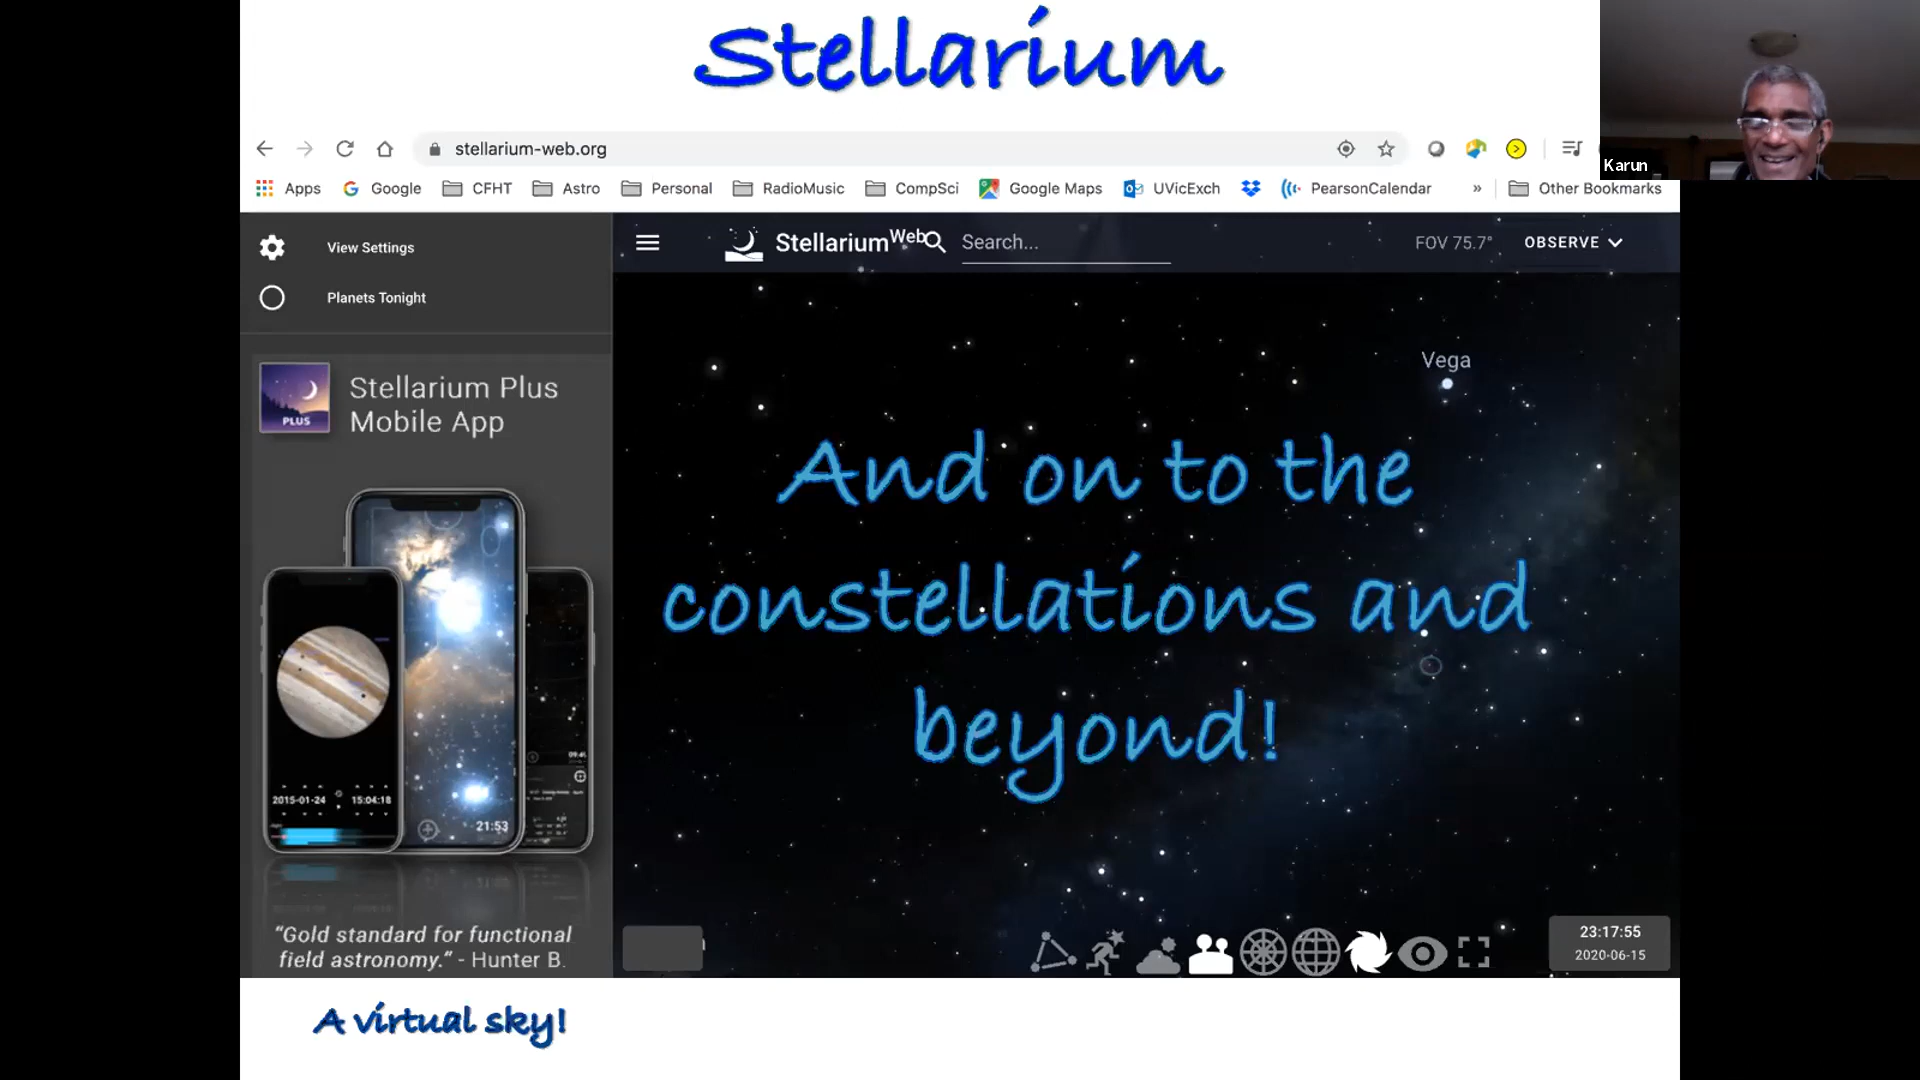 Stellarium
stellarium-web.org
Karun
Apps Google CFHT Astro Personal RadioMusic CompSci Google Maps UVicExch PearsonCalendar » Other Bookmarks
View Settings
Planets Tonight
StellariumWeb Search... FOV 75.7° OBSERVE
Stellarium Plus
Mobile App
PLUS
Vega
And on to the
constellations and
beyond!
2015-01-24 15:04:18
21:53
"Gold standard for functional
field astronomy." - Hunter B.
23:17:55
2020-06-15
A virtual sky!